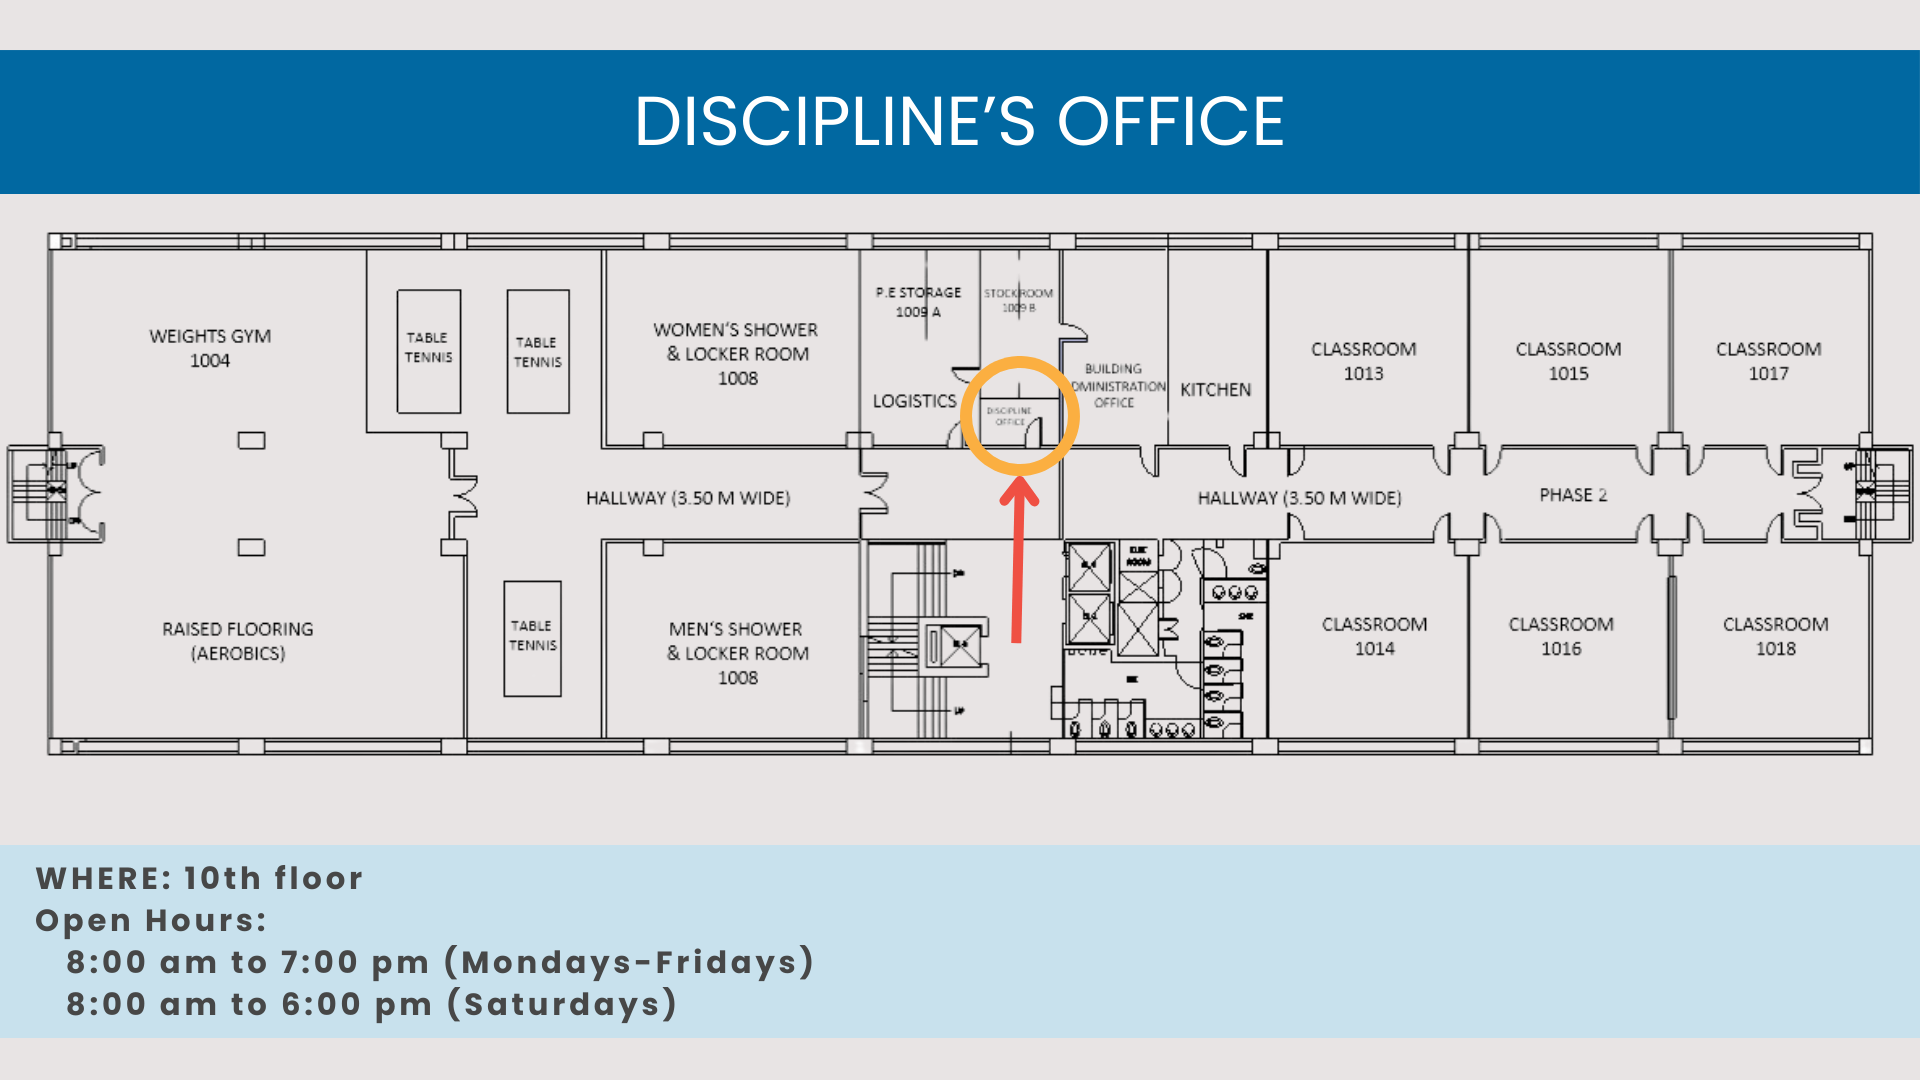 DISCIPLINE’S OFFICE
WEIGHTS GYM
1004
TABLE
TENNIS
TABLE
TENNIS
WOMEN'S SHOWER
& LOCKER ROOM
1008
P.E STORAGE
1009 A
STOCKROOM
1009 B
LOGISTICS
DISCIPLINE
OFFICE
BUILDING
DMINISTRATION
OFFICE
KITCHEN
CLASSROOM
1013
CLASSROOM
1015
CLASSROOM
1017
HALLWAY (3.50 M WIDE)
HALLWAY (3.50 M WIDE)
PHASE 2
RAISED FLOORING
(AEROBICS)
TABLE
TENNIS
MEN'S SHOWER
& LOCKER ROOM
1008
CLASSROOM
1014
CLASSROOM
1016
CLASSROOM
1018
WHERE: 10th floor
Open Hours:
8:00 am to 7:00 pm (Mondays-Fridays)
8:00 am to 6:00 pm (Saturdays)